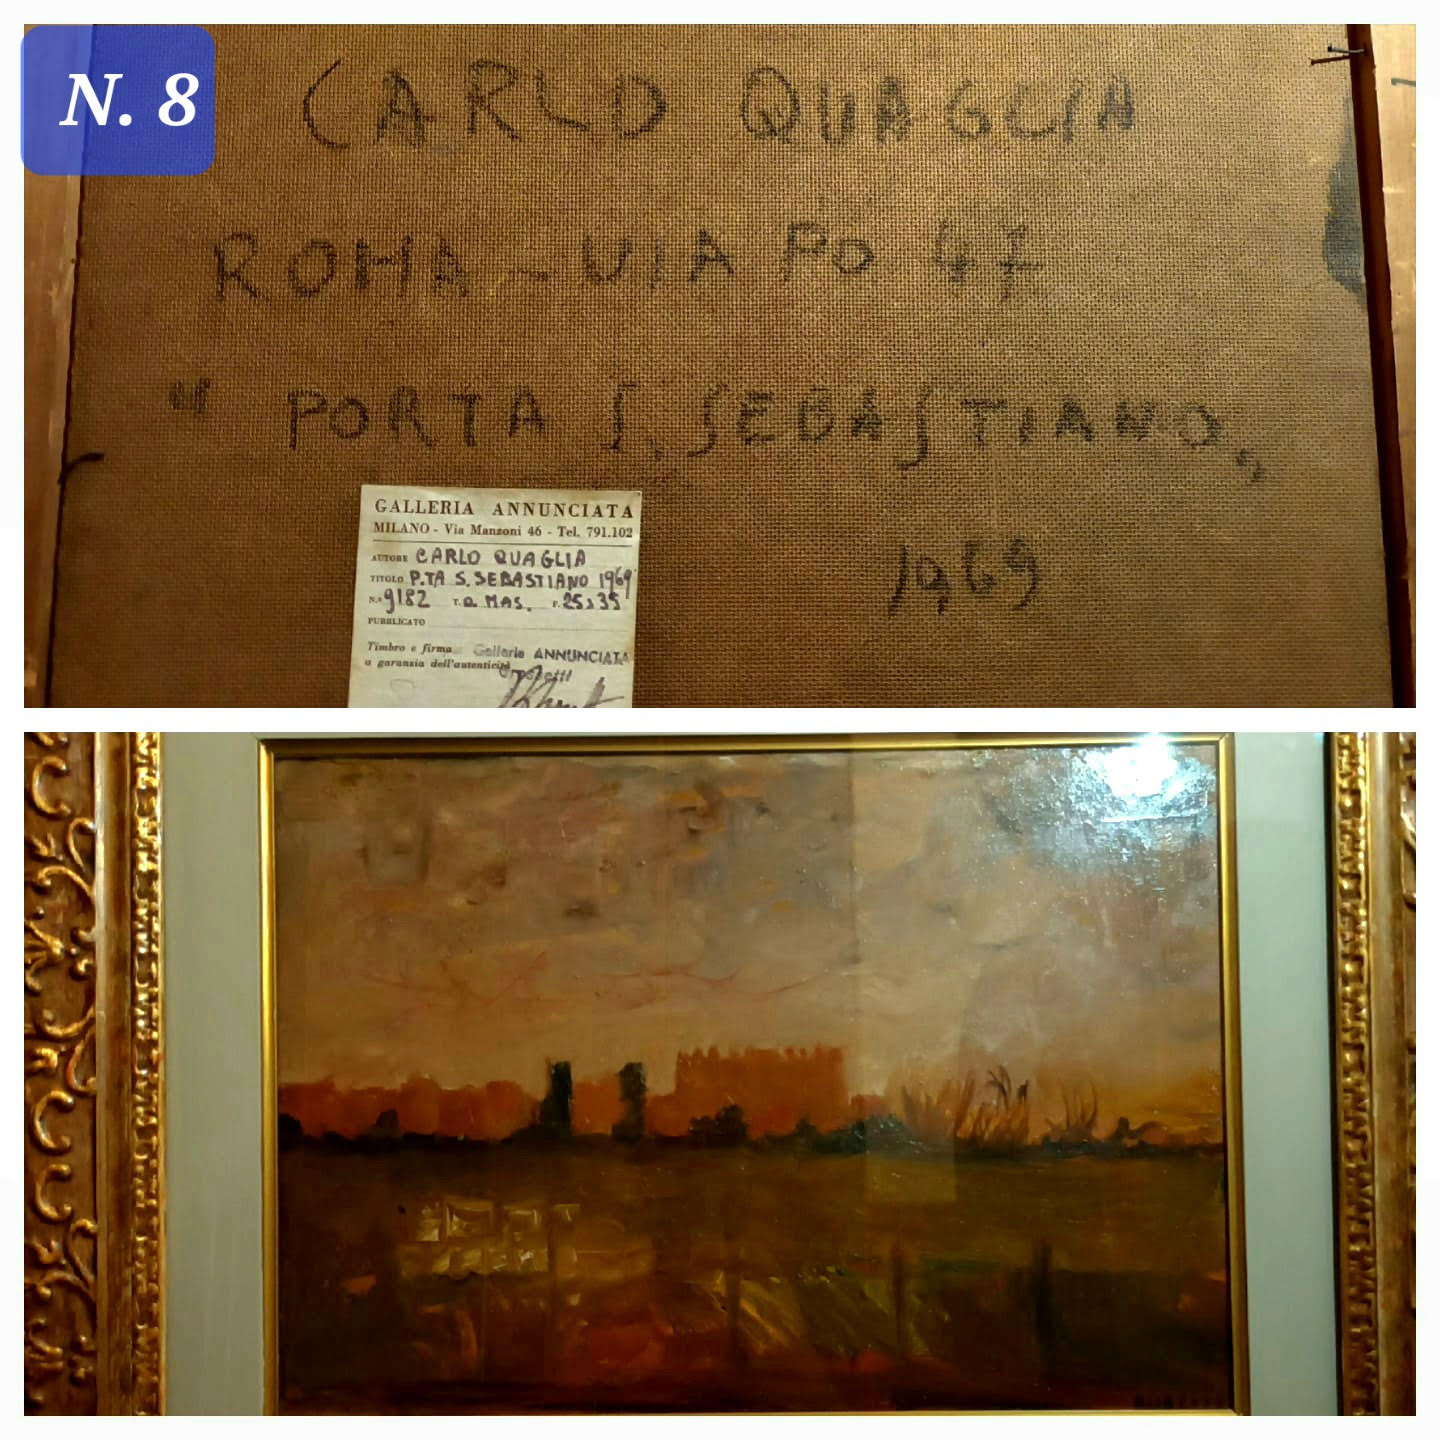 N. 8
CARLO QUAGLIA
ROMA - VIA PO 47
" PORTA S. SEBASTIANO "
1969
GALLERIA ANNUNCIATA
MILANO - Via Manzoni 46 - Tel. 791.102
AUTORE CARLO QUAGLIA
TITOLO P.TA S. SEBASTIANO 1969
N. 9182 T. O. MAS. F. 25x35
PUBBLICATO
Timbro e firma Galleria ANNUNCIATA
a garanzia dell'autenticità